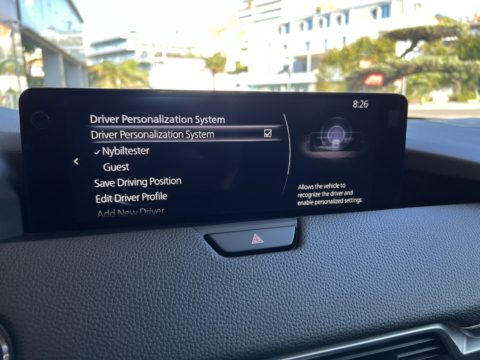 8:26
Driver Personalization System
Driver Personalization System
Nybiltester
Guest
Save Driving Position
Edit Driver Profile
Add New Driver
Allows the vehicle to
recognize the driver and
enable personalized settings.